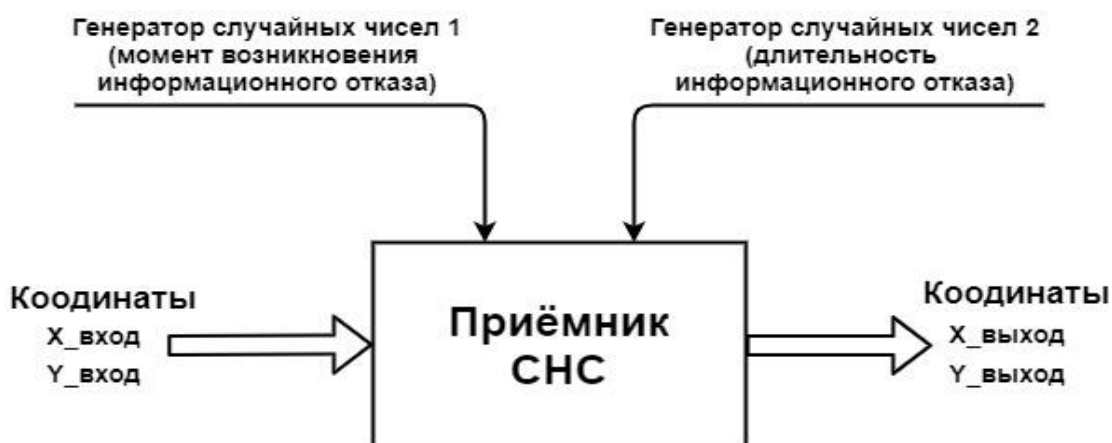 Генератор случайных чисел 1
(момент возникновения
информационного отказа)
Генератор случайных чисел 2
(длительность
информационного отказа)
Коодинаты
X_вход
Y_вход
Приёмник
СНС
Коодинаты
X_выход
Y_выход